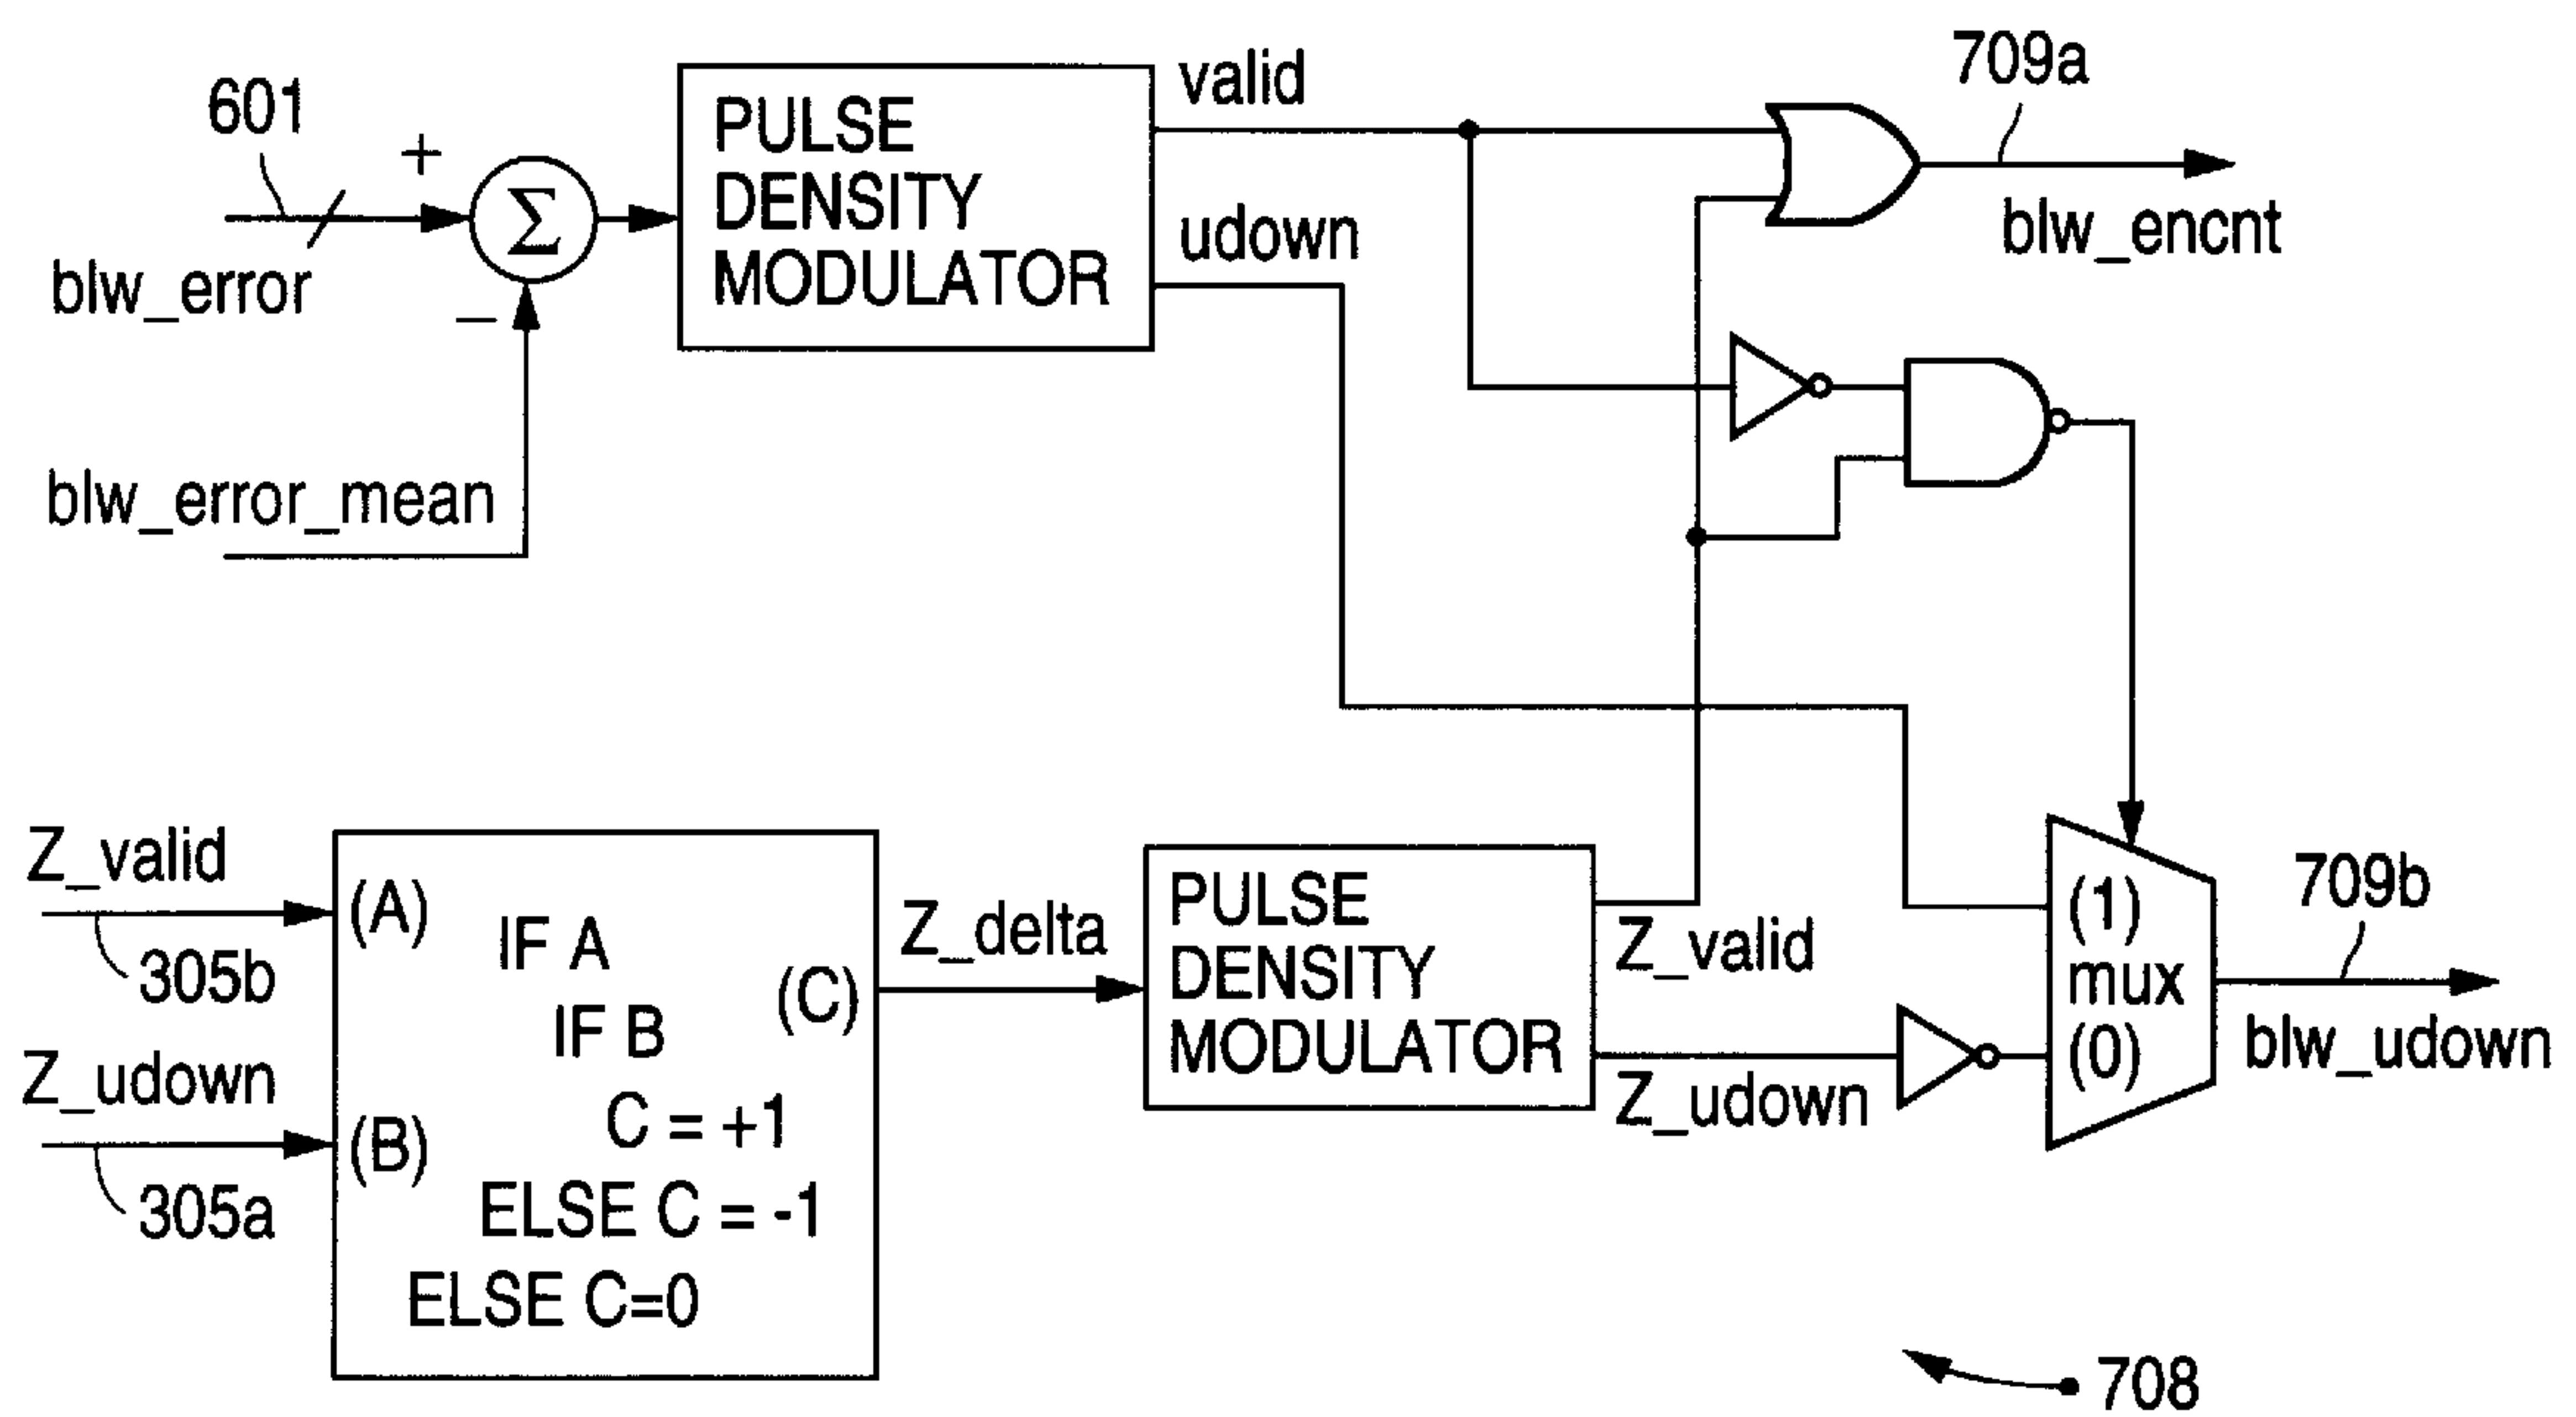 601
+
blw_error
Σ
–
blw_error_mean
PULSE
DENSITY
MODULATOR
valid
udown
709a
blw_encnt
Z_valid
305b
Z_udown
305a
(A)
(B)
IF A
IF B
(C)
C = +1
ELSE C = -1
ELSE C=0
Z_delta
PULSE
DENSITY
MODULATOR
Z_valid
Z_udown
(1)
mux
(0)
709b
blw_udown
708